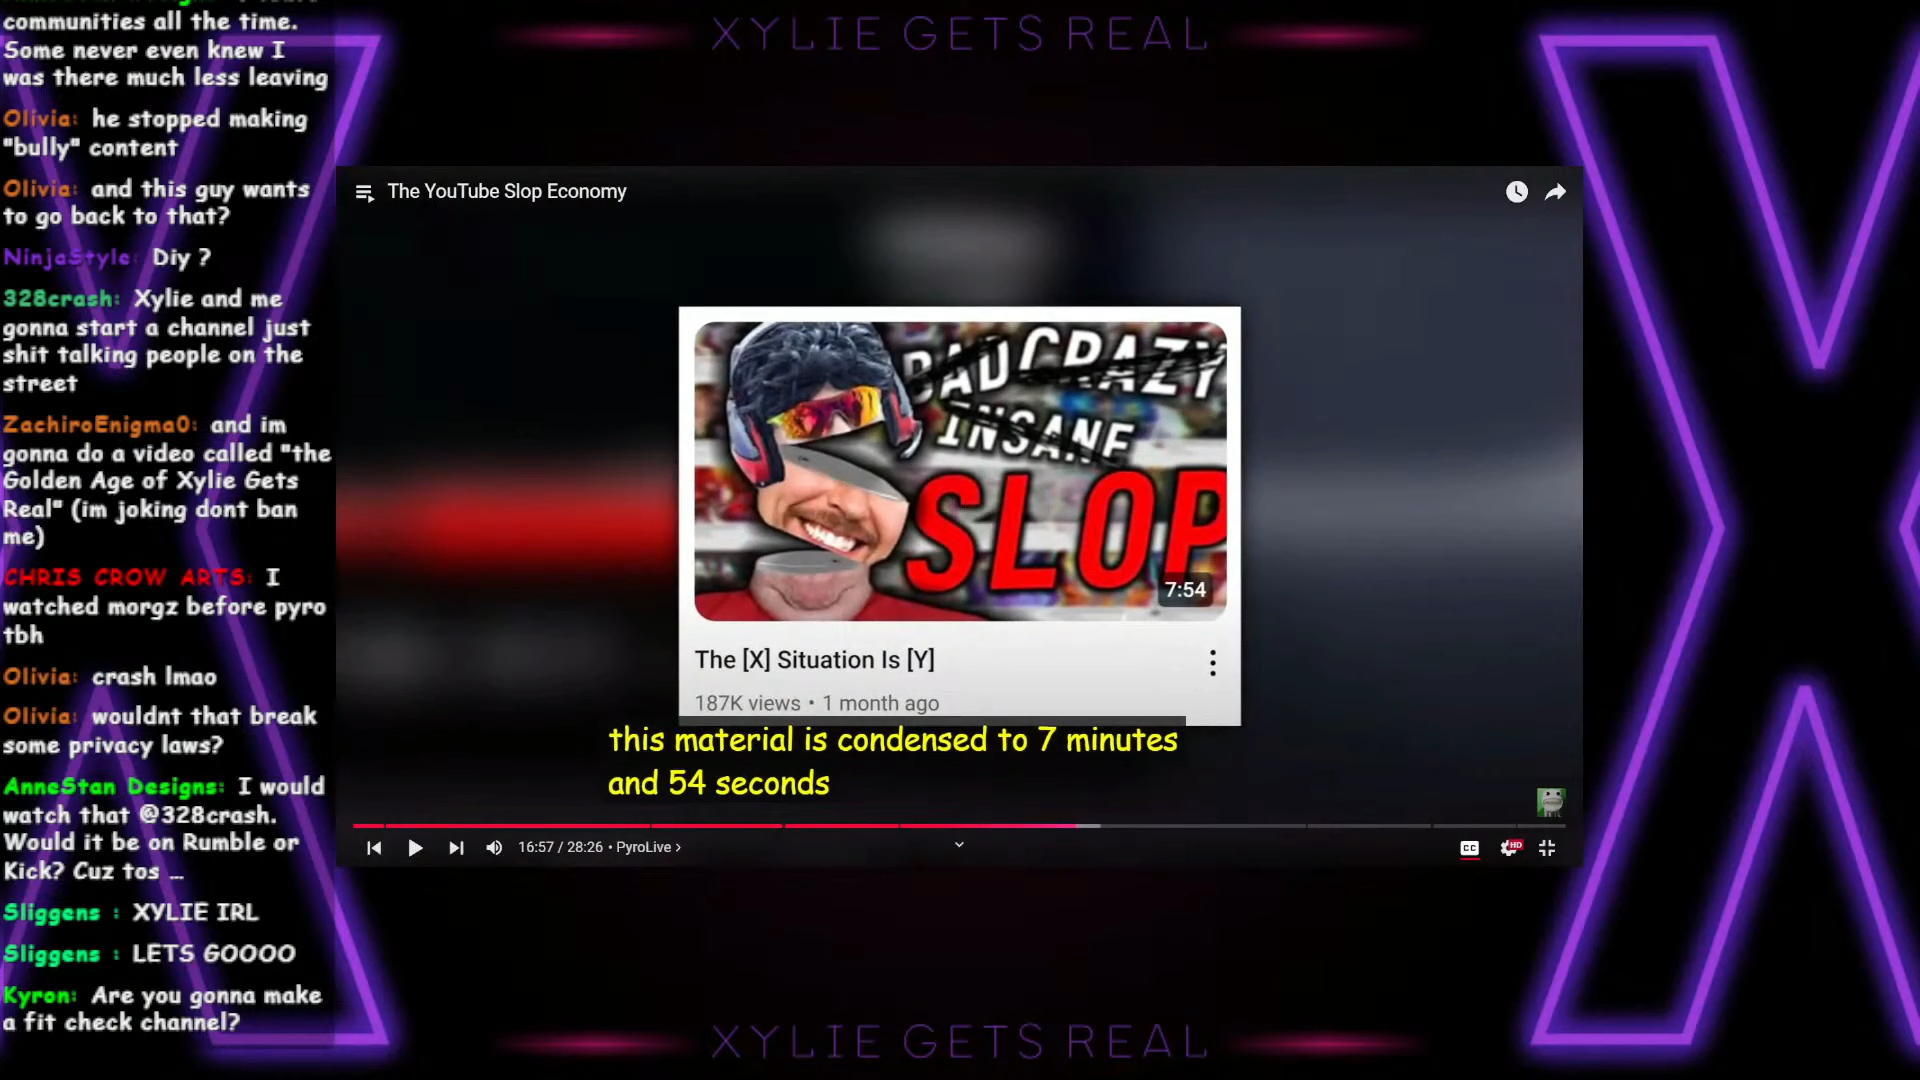 XYLIE GETS REAL
communities all the time.
Some never even knew I
was there much less leaving
Olivia: he stopped making
"bully" content
Olivia: and this guy wants
to go back to that?
NinjaStyle: Diy ?
328crash: Xylie and me
gonna start a channel just
shit talking people on the
street
ZachiroEnigma0: and im
gonna do a video called "the
Golden Age of Xylie Gets
Real" (im joking dont ban
me)
CHRIS CROW ARTS: I
watched morgz before pyro
tbh
Olivia: crash lmao
Olivia: wouldnt that break
some privacy laws?
AnneStan Designs: I would
watch that @328crash.
Would it be on Rumble or
Kick? Cuz tos ...
Sliggens : XYLIE IRL
Sliggens : LETS GOOOO
Kyron: Are you gonna make
a fit check channel?
The YouTube Slop Economy
BAD CRAZY
INSANE
SLOP
7:54
The [X] Situation Is [Y]
187K views • 1 month ago
this material is condensed to 7 minutes
and 54 seconds
16:57 / 28:26 • PyroLive ›
CC
HD
XYLIE GETS REAL